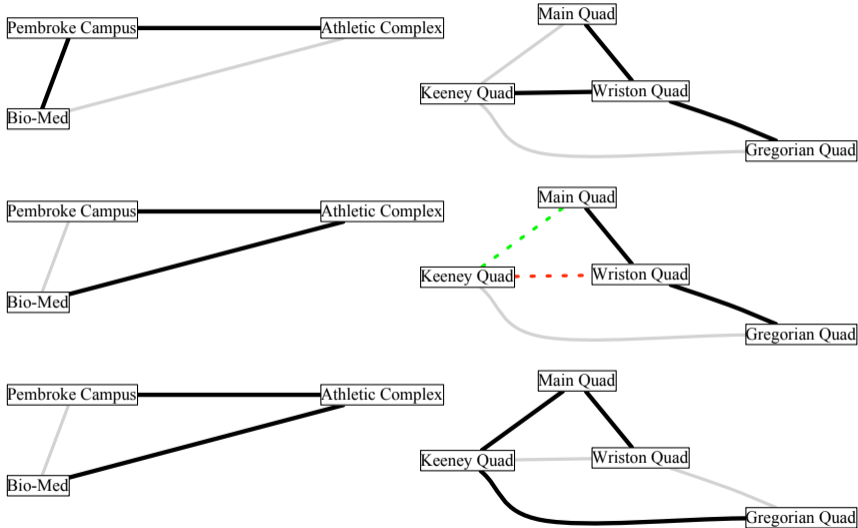 Pembroke Campus
Athletic Complex
Bio-Med
Main Quad
Keeney Quad
Wriston Quad
Gregorian Quad
Pembroke Campus
Athletic Complex
Bio-Med
Main Quad
Keeney Quad
Wriston Quad
Gregorian Quad
Pembroke Campus
Athletic Complex
Bio-Med
Main Quad
Keeney Quad
Wriston Quad
Gregorian Quad